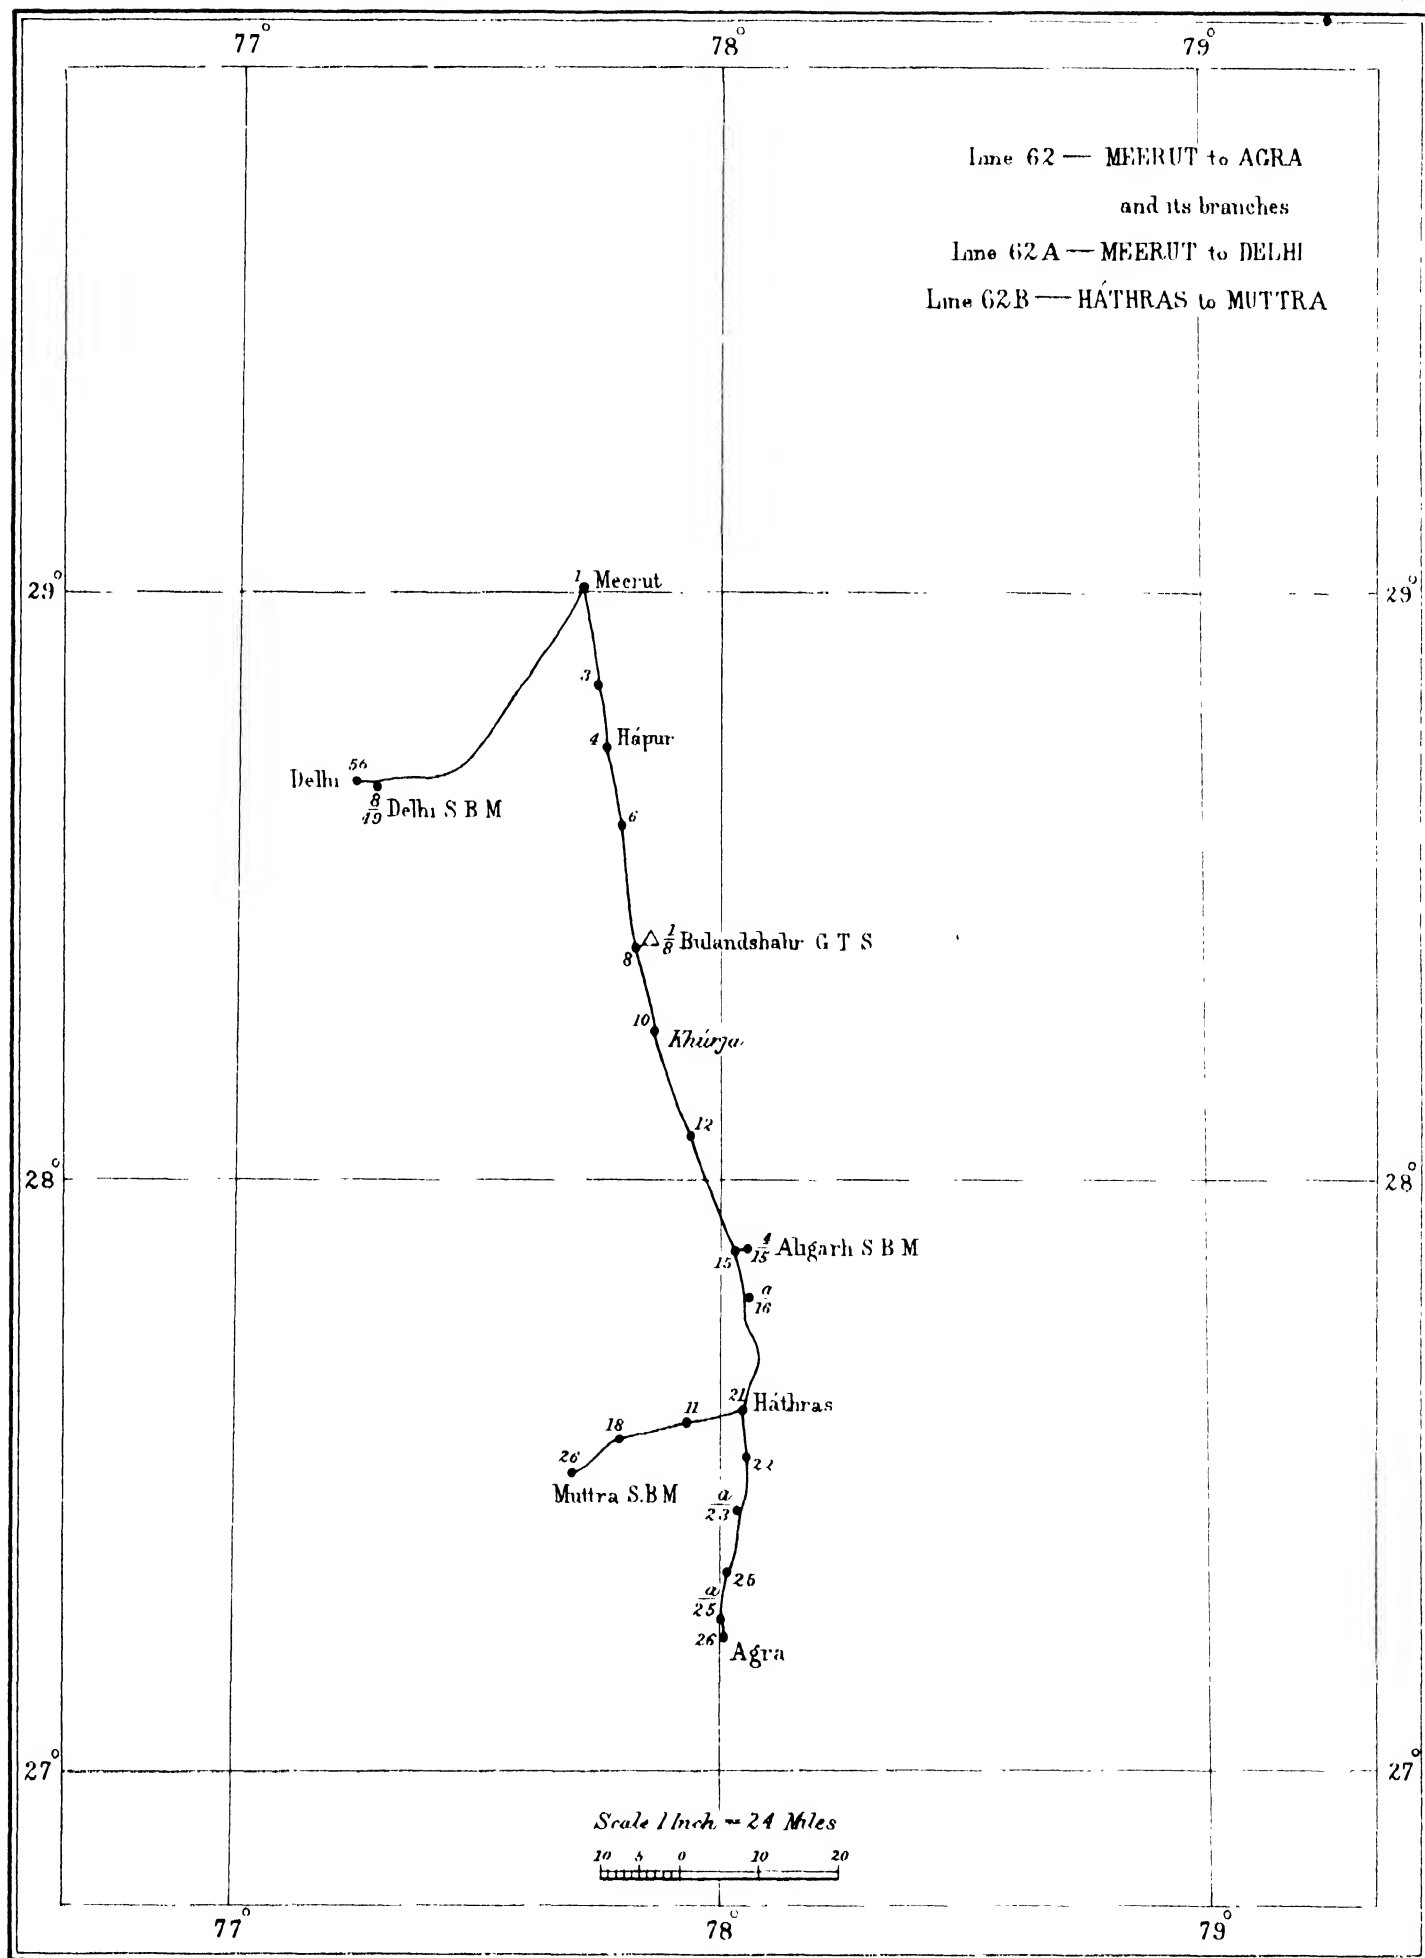 77° 78° 79°
Line 62 — MEERUT to AGRA
and its branches
Line 62A — MEERUT to DELHI
Line 62B — HÁTHRAS to MUTTRA
29° 1 Meerut 29°
3
4 Hápur
Delhi 56
8/49 Delhi S B M
6
8 △ 1/8 Bulandshahr G T S
10 Khúrja
12
28° 28°
15 4/15 Aligarh S B M
a/16
21 Háthras
11
18
26
Muttra S.B M
22
a/23
25
a/25
26 Agra
27° 27°
Scale 1 Inch = 24 Miles
10 5 0 10 20
77° 78° 79°